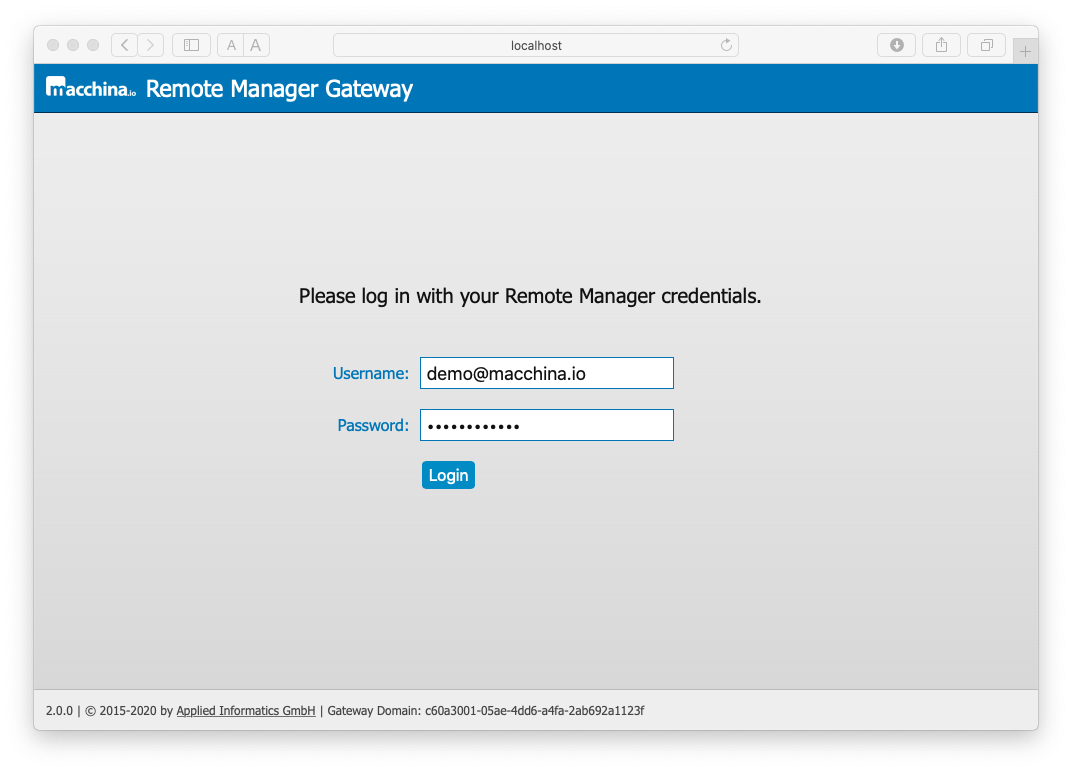 A A localhost
macchina.io Remote Manager Gateway
Please log in with your Remote Manager credentials.
Username: demo@macchina.io
Password: ••••••••••••
Login
2.0.0 | © 2015-2020 by Applied Informatics GmbH | Gateway Domain: c60a3001-05ae-4dd6-a4fa-2ab692a1123f